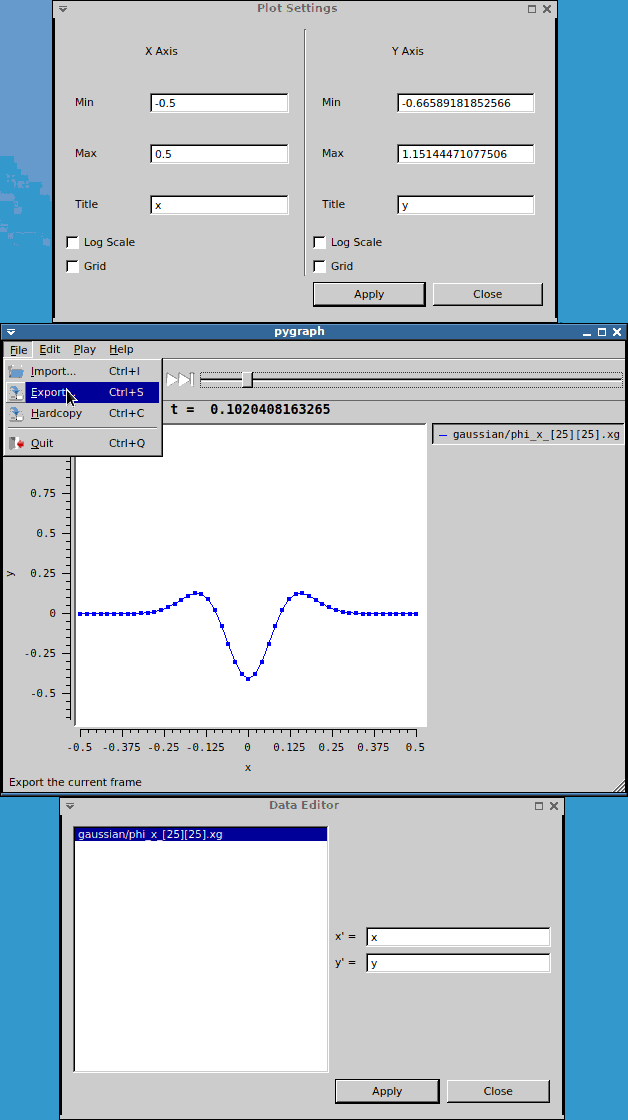 Plot Settings
X Axis Y Axis
Min -0.5 Min -0.66589181852566
Max 0.5 Max 1.15144471077506
Title x Title y
Log Scale Log Scale
Grid Grid
Apply Close
pygraph
File Edit Play Help
Import... Ctrl+I
Export... Ctrl+S
Hardcopy Ctrl+C
Quit Ctrl+Q
t = 0.1020408163265
gaussian/phi_x_[25][25].xg
0.75
0.5
0.25
0
-0.25
-0.5
y
-0.5 -0.375 -0.25 -0.125 0 0.125 0.25 0.375 0.5
x
Export the current frame
Data Editor
gaussian/phi_x_[25][25].xg
x' = x
y' = y
Apply Close